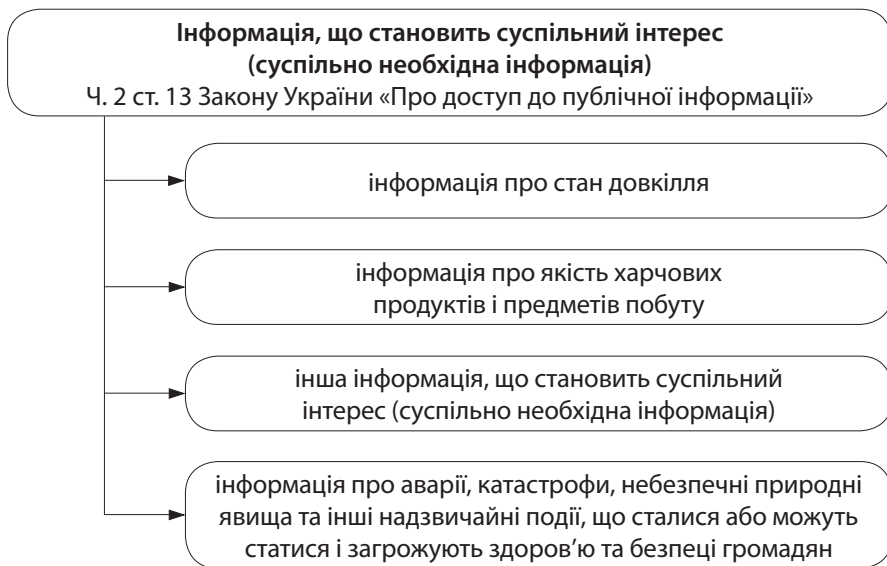 Інформація, що становить суспільний інтерес
(суспільно необхідна інформація)
Ч. 2 ст. 13 Закону України «Про доступ до публічної інформації»
інформація про стан довкілля
інформація про якість харчових
продуктів і предметів побуту
інша інформація, що становить суспільний
інтерес (суспільно необхідна інформація)
інформація про аварії, катастрофи, небезпечні природні
явища та інші надзвичайні події, що сталися або можуть
статися і загрожують здоров’ю та безпеці громадян